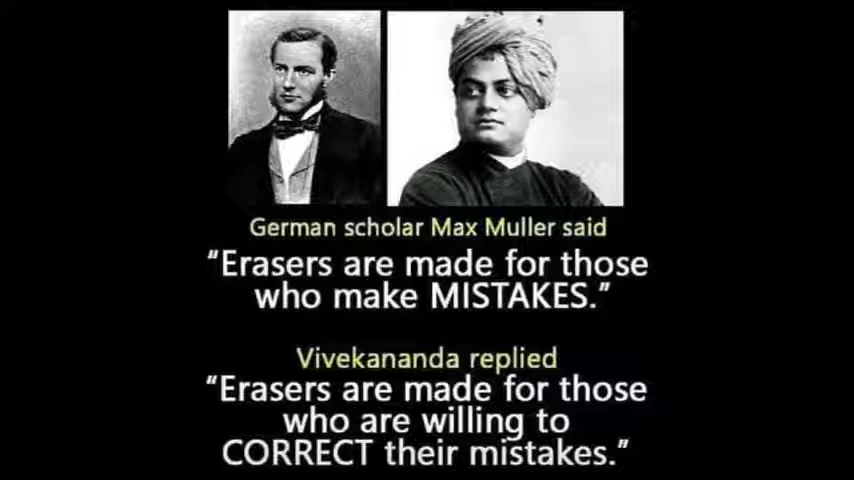 German scholar Max Muller said
"Erasers are made for those
who make MISTAKES."
Vivekananda replied
"Erasers are made for those
who are willing to
CORRECT their mistakes."